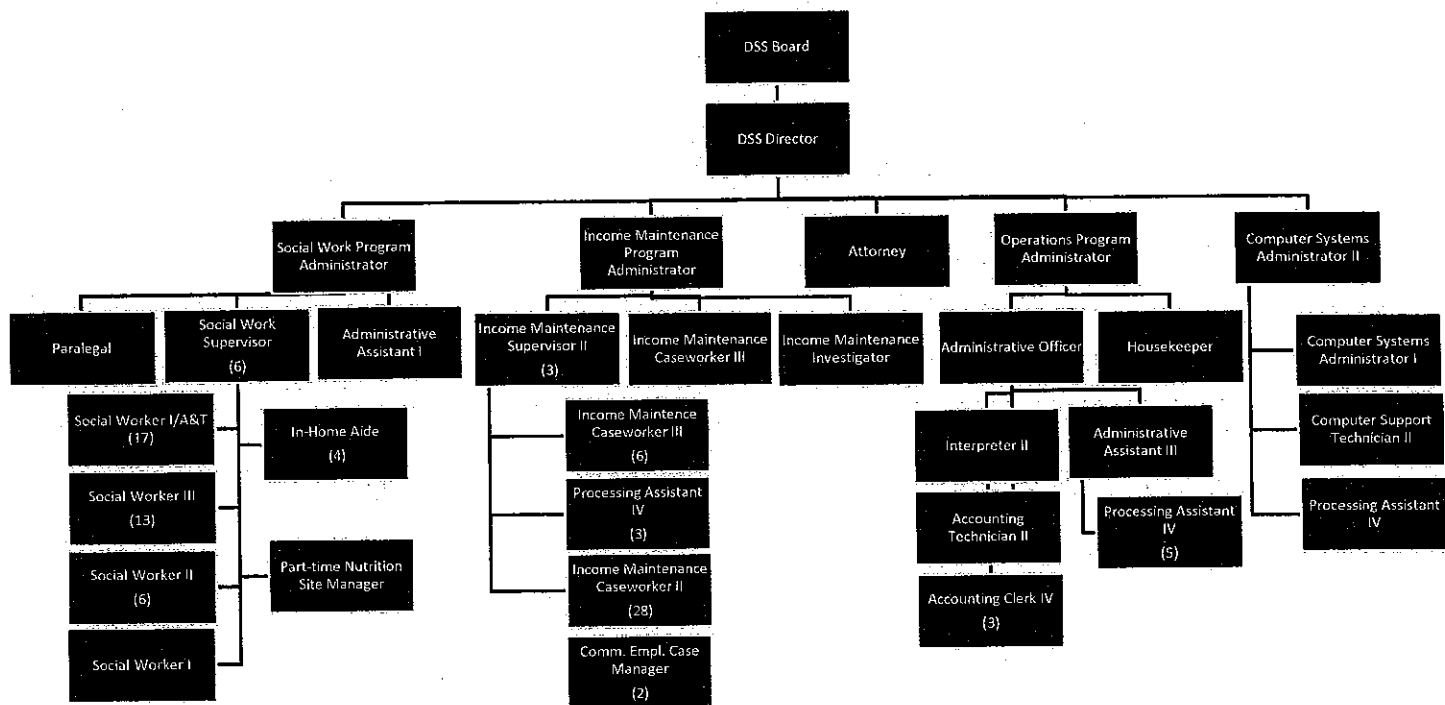 DSS Board
DSS Director
Social Work Program
Administrator
Income Maintenance
Program
Administrator
Attorney
Operations Program
Administrator
Computer Systems
Administrator II
Paralegal
Social Work
Supervisor
(6)
Administrative
Assistant I
Income Maintenance
Supervisor II
(3)
Income Maintenance
Caseworker III
Income Maintenance
Investigator
Administrative Officer
Housekeeper
Computer Systems
Administrator I
Social Worker I/A&T
(17)
In-Home Aide
(4)
Income Maintence
Caseworker III
(6)
Interpreter II
Administrative
Assistant III
Computer Support
Technician II
Social Worker III
(13)
Processing Assistant
IV
(3)
Accounting
Technician II
Processing Assistant
IV
(5)
Processing Assistant
IV
Social Worker II
(6)
Part-time Nutrition
Site Manager
Income Maintenance
Caseworker II
(28)
Accounting Clerk IV
(3)
Social Worker I
Comm. Empl. Case
Manager
(2)